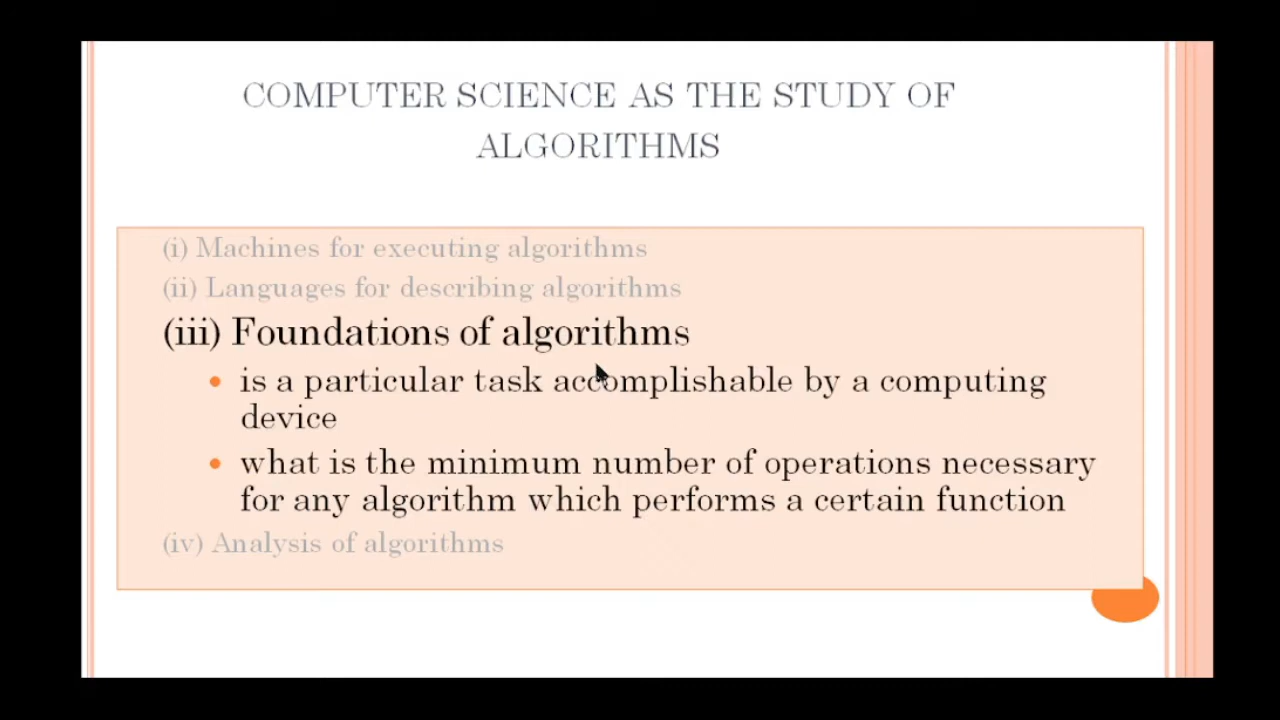 COMPUTER SCIENCE AS THE STUDY OF
ALGORITHMS
(i) Machines for executing algorithms
(ii) Languages for describing algorithms
(iii) Foundations of algorithms
• is a particular task accomplishable by a computing
device
• what is the minimum number of operations necessary
for any algorithm which performs a certain function
(iv) Analysis of algorithms